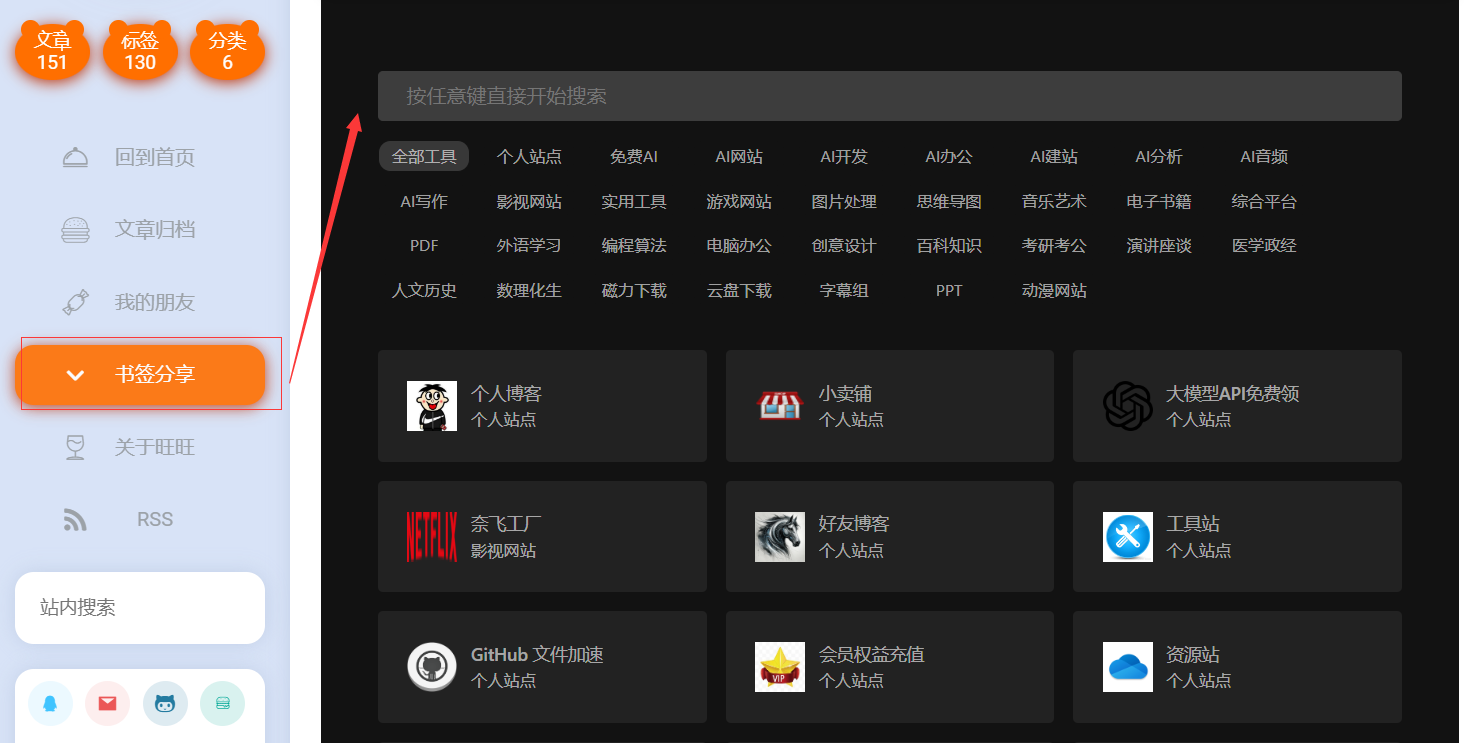 文章
151
标签
130
分类
6
回到首页
文章归档
我的朋友
书签分享
关于旺旺
RSS
站内搜索
按任意键直接开始搜索
全部工具 个人站点 免费AI AI网站 AI开发 AI办公 AI建站 AI分析 AI音频
AI写作 影视网站 实用工具 游戏网站 图片处理 思维导图 音乐艺术 电子书籍 综合平台
PDF 外语学习 编程算法 电脑办公 创意设计 百科知识 考研考公 演讲座谈 医学政经
人文历史 数理化生 磁力下载 云盘下载 字幕组 PPT 动漫网站
个人博客
个人站点
小卖铺
个人站点
大模型API免费领
个人站点
NETFLIX
奈飞工厂
影视网站
好友博客
个人站点
工具站
个人站点
GitHub 文件加速
个人站点
VIP
会员权益充值
个人站点
资源站
个人站点